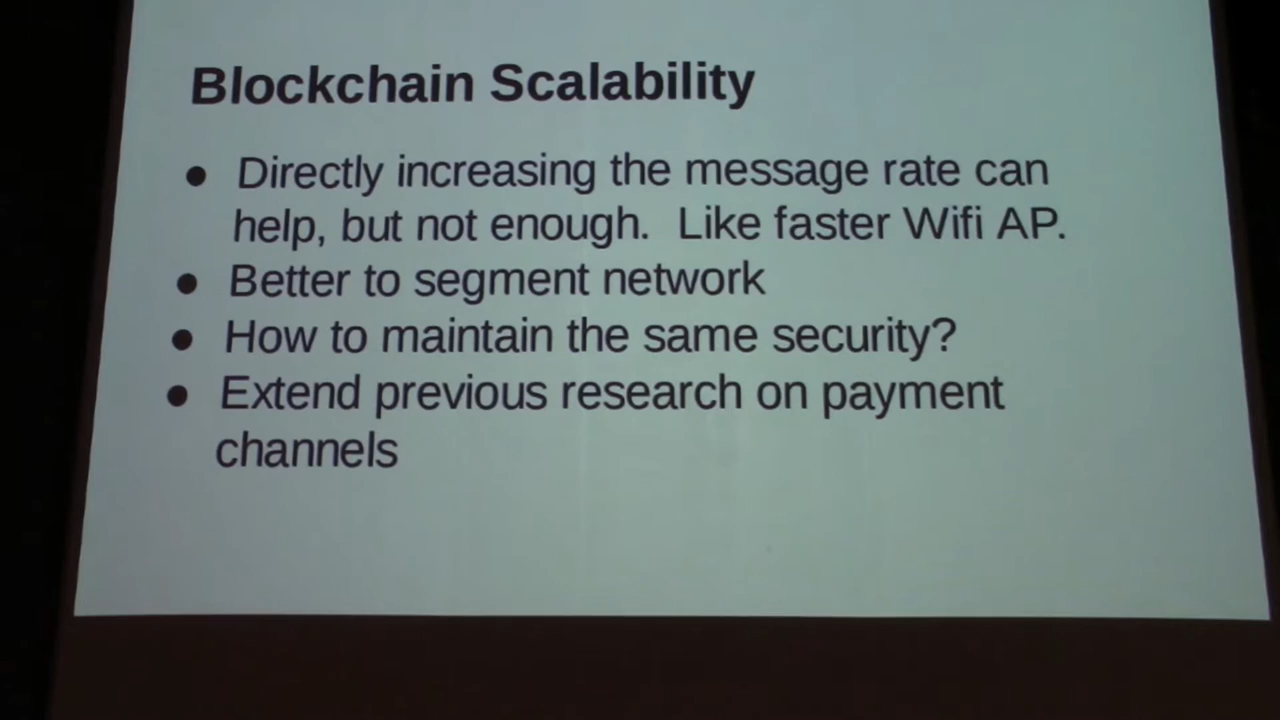 Blockchain Scalability
● Directly increasing the message rate can
help, but not enough.  Like faster Wifi AP.
● Better to segment network
● How to maintain the same security?
● Extend previous research on payment
channels